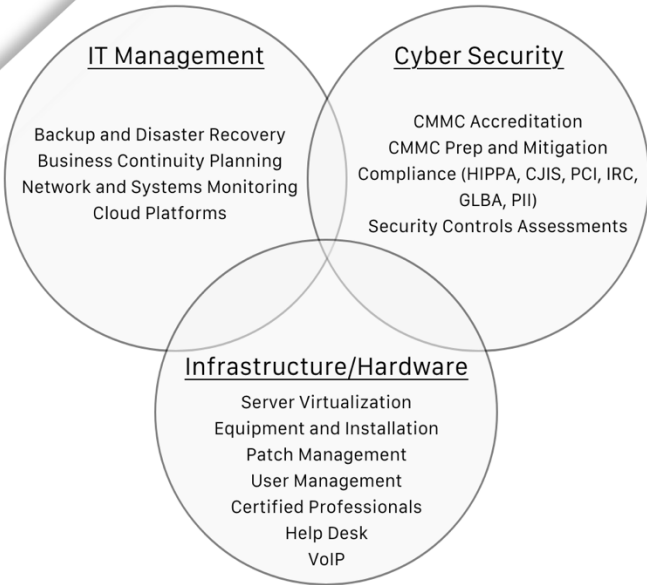 IT Management
Backup and Disaster Recovery
Business Continuity Planning
Network and Systems Monitoring
Cloud Platforms
Cyber Security
CMMC Accreditation
CMMC Prep and Mitigation
Compliance (HIPPA, CJIS, PCI, IRC,
GLBA, PII)
Security Controls Assessments
Infrastructure/Hardware
Server Virtualization
Equipment and Installation
Patch Management
User Management
Certified Professionals
Help Desk
VoIP